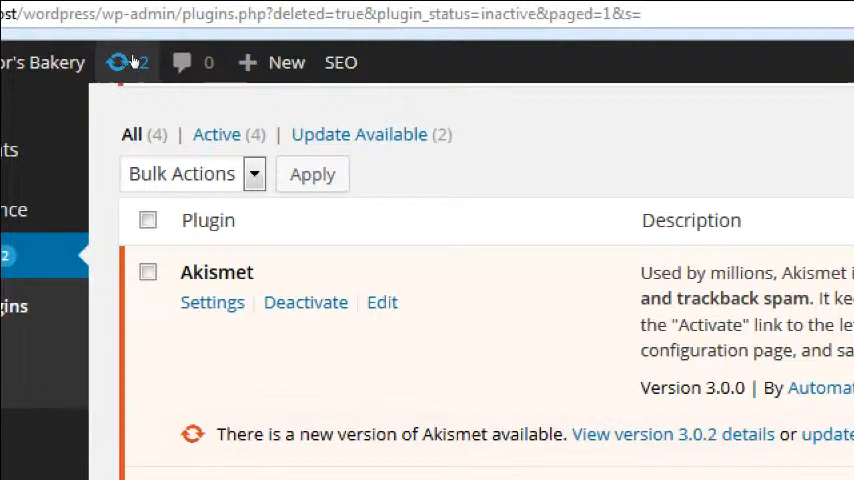 ost/wordpress/wp-admin/plugins.php?deleted=true&plugin_status=inactive&paged=1&s=
or's Bakery 2 0 New SEO
nts
All (4) | Active (4) | Update Available (2)
Bulk Actions Apply
nce
Plugin Description
2
Akismet Used by millions, Akismet i
Settings | Deactivate | Edit and trackback spam. It ke
gins the "Activate" link to the le
configuration page, and sa
Version 3.0.0 | By Automa
There is a new version of Akismet available. View version 3.0.2 details or update